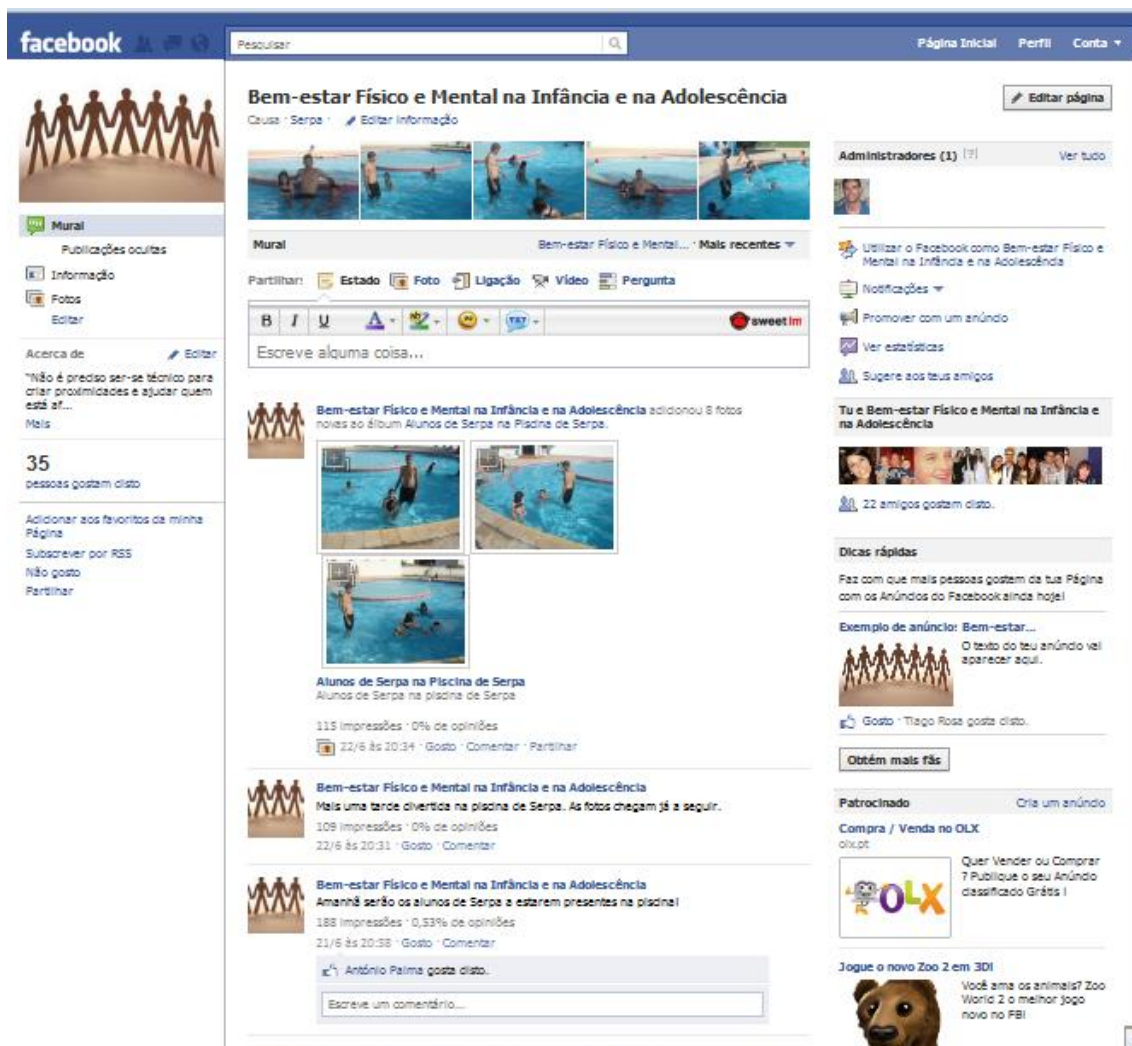 facebook
Pesquisar
Página Inicial Perfil Conta
Bem-estar Físico e Mental na Infância e na Adolescência
Causa · Serpa · Editar informação
Editar página
Mural
Publicações ocultas
Informação
Fotos
Editar
Acerca de Editar
"Não é preciso ser-se técnico para
criar proximidades e ajudar quem
está af...
Mais
35
pessoas gostam disto
Adicionar aos favoritos da minha
Página
Subscrever por RSS
Não gosto
Partilhar
Mural Bem-estar Físico e Mental... · Mais recentes
Partilhar: Estado Foto Ligação Vídeo Pergunta
B I U A ab TXT sweetim
Escreve alguma coisa...
Bem-estar Físico e Mental na Infância e na Adolescência adicionou 8 fotos
novas ao álbum Alunos de Serpa na Piscina de Serpa.
Alunos de Serpa na Piscina de Serpa
Alunos de Serpa na piscina de Serpa
115 impressões · 0% de opiniões
22/6 às 20:34 · Gosto · Comentar · Partilhar
Bem-estar Físico e Mental na Infância e na Adolescência
Mais uma tarde divertida na piscina de Serpa. As fotos chegam já a seguir.
109 impressões · 0% de opiniões
22/6 às 20:31 · Gosto · Comentar
Bem-estar Físico e Mental na Infância e na Adolescência
Amanhã serão os alunos de Serpa a estarem presentes na piscina!
188 impressões · 0,53% de opiniões
21/6 às 20:58 · Gosto · Comentar
António Palma gosta disto.
Escreve um comentário...
Administradores (1) [?] Ver tudo
Utilizar o Facebook como Bem-estar Físico e
Mental na Infância e na Adolescência
Notificações
Promover com um anúncio
Ver estatísticas
Sugere aos teus amigos
Tu e Bem-estar Físico e Mental na Infância e
na Adolescência
22 amigos gostam disto.
Dicas rápidas
Faz com que mais pessoas gostem da tua Página
com os Anúncios do Facebook ainda hoje!
Exemplo de anúncio: Bem-estar...
O texto do teu anúncio vai
aparecer aqui.
Gosto · Tiago Rosa gosta disto.
Obtém mais fãs
Patrocinado Cria um anúncio
Compra / Venda no OLX
olx.pt
OLX
Quer Vender ou Comprar
? Publique o seu Anúncio
classificado Grátis !
Jogue o novo Zoo 2 em 3D!
Você ama os animais? Zoo
World 2 o melhor jogo
novo no FB!